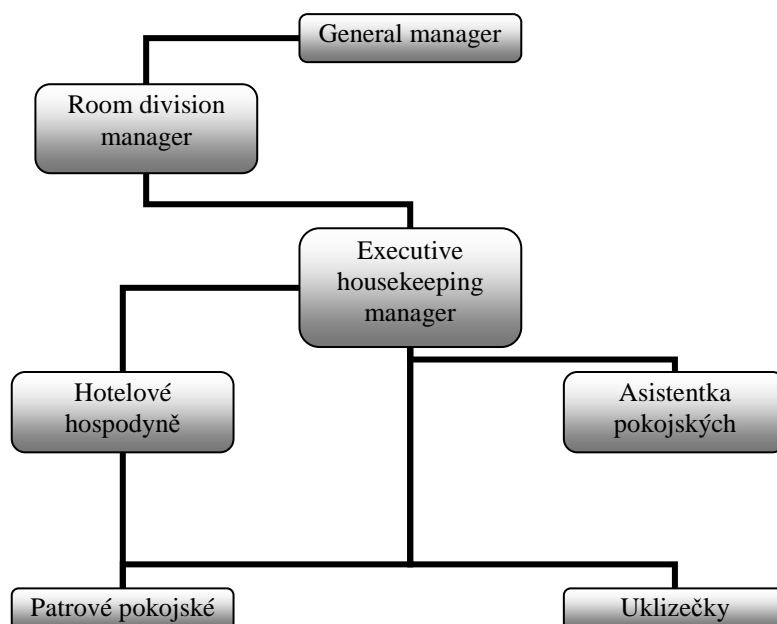 General manager
Room division
manager
Executive
housekeeping
manager
Hotelové
hospodyně
Asistentka
pokojských
Patrové pokojské
Uklizečky